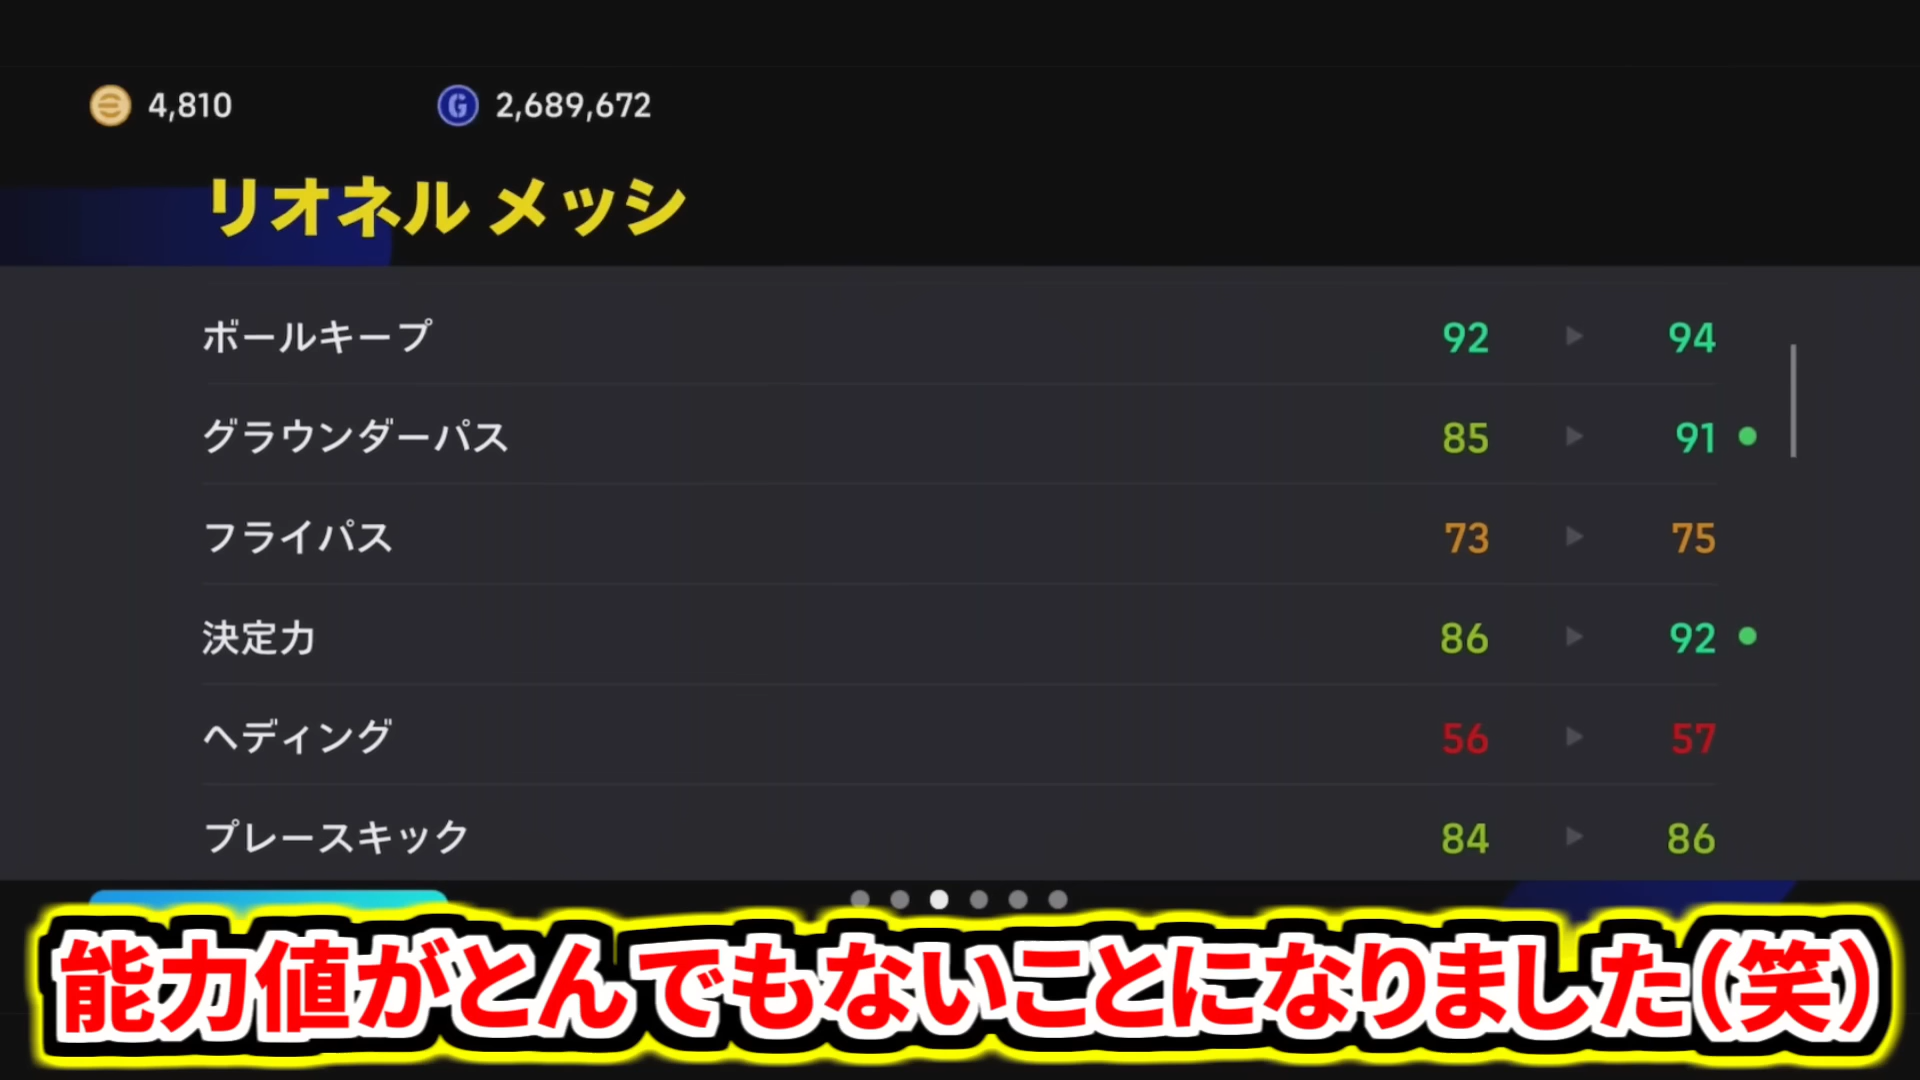 4,810 2,689,672
リオネル メッシ
ボールキープ 92 ▶ 94
グラウンダーパス 85 ▶ 91
フライパス 73 ▶ 75
決定力 86 ▶ 92
ヘディング 56 ▶ 57
プレースキック 84 ▶ 86
能力値がとんでもないことになりました（笑）